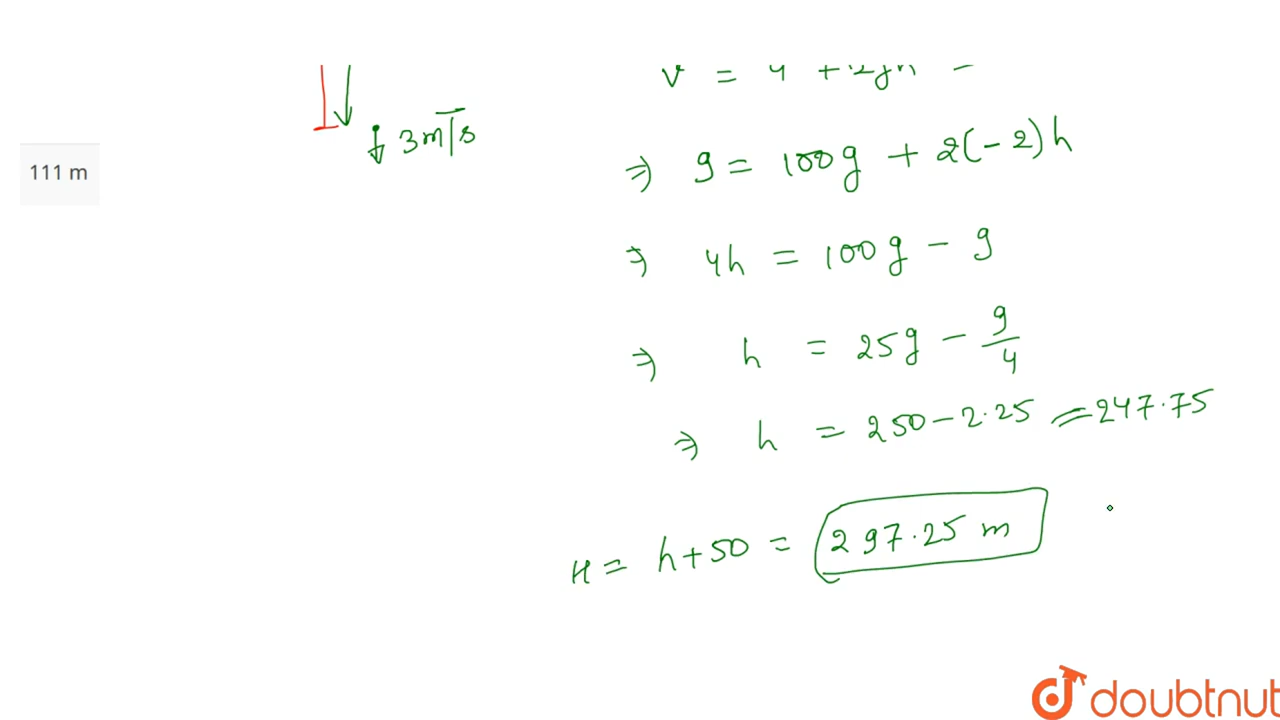 ↓ 3 m/s
⇒ 9 = 100g + 2(-2)h
111 m
⇒ 4h = 100g - 9
⇒ h = 25g - 9/4
⇒ h = 250 - 2.25 = 247.75
H = h + 50 = 297.25 m
doubtnut